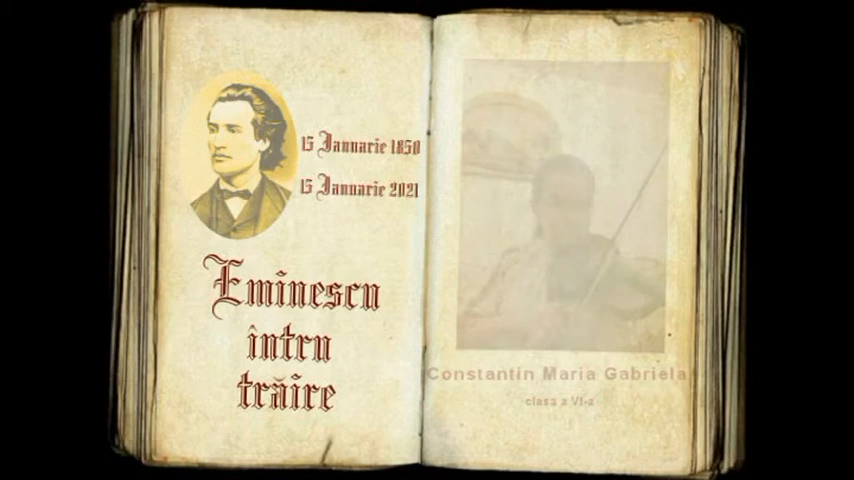 15 Ianuarie 1850
15 Ianuarie 2021
Eminescu
întru
trăire
Constantin Maria Gabriela
clasa a VI-a